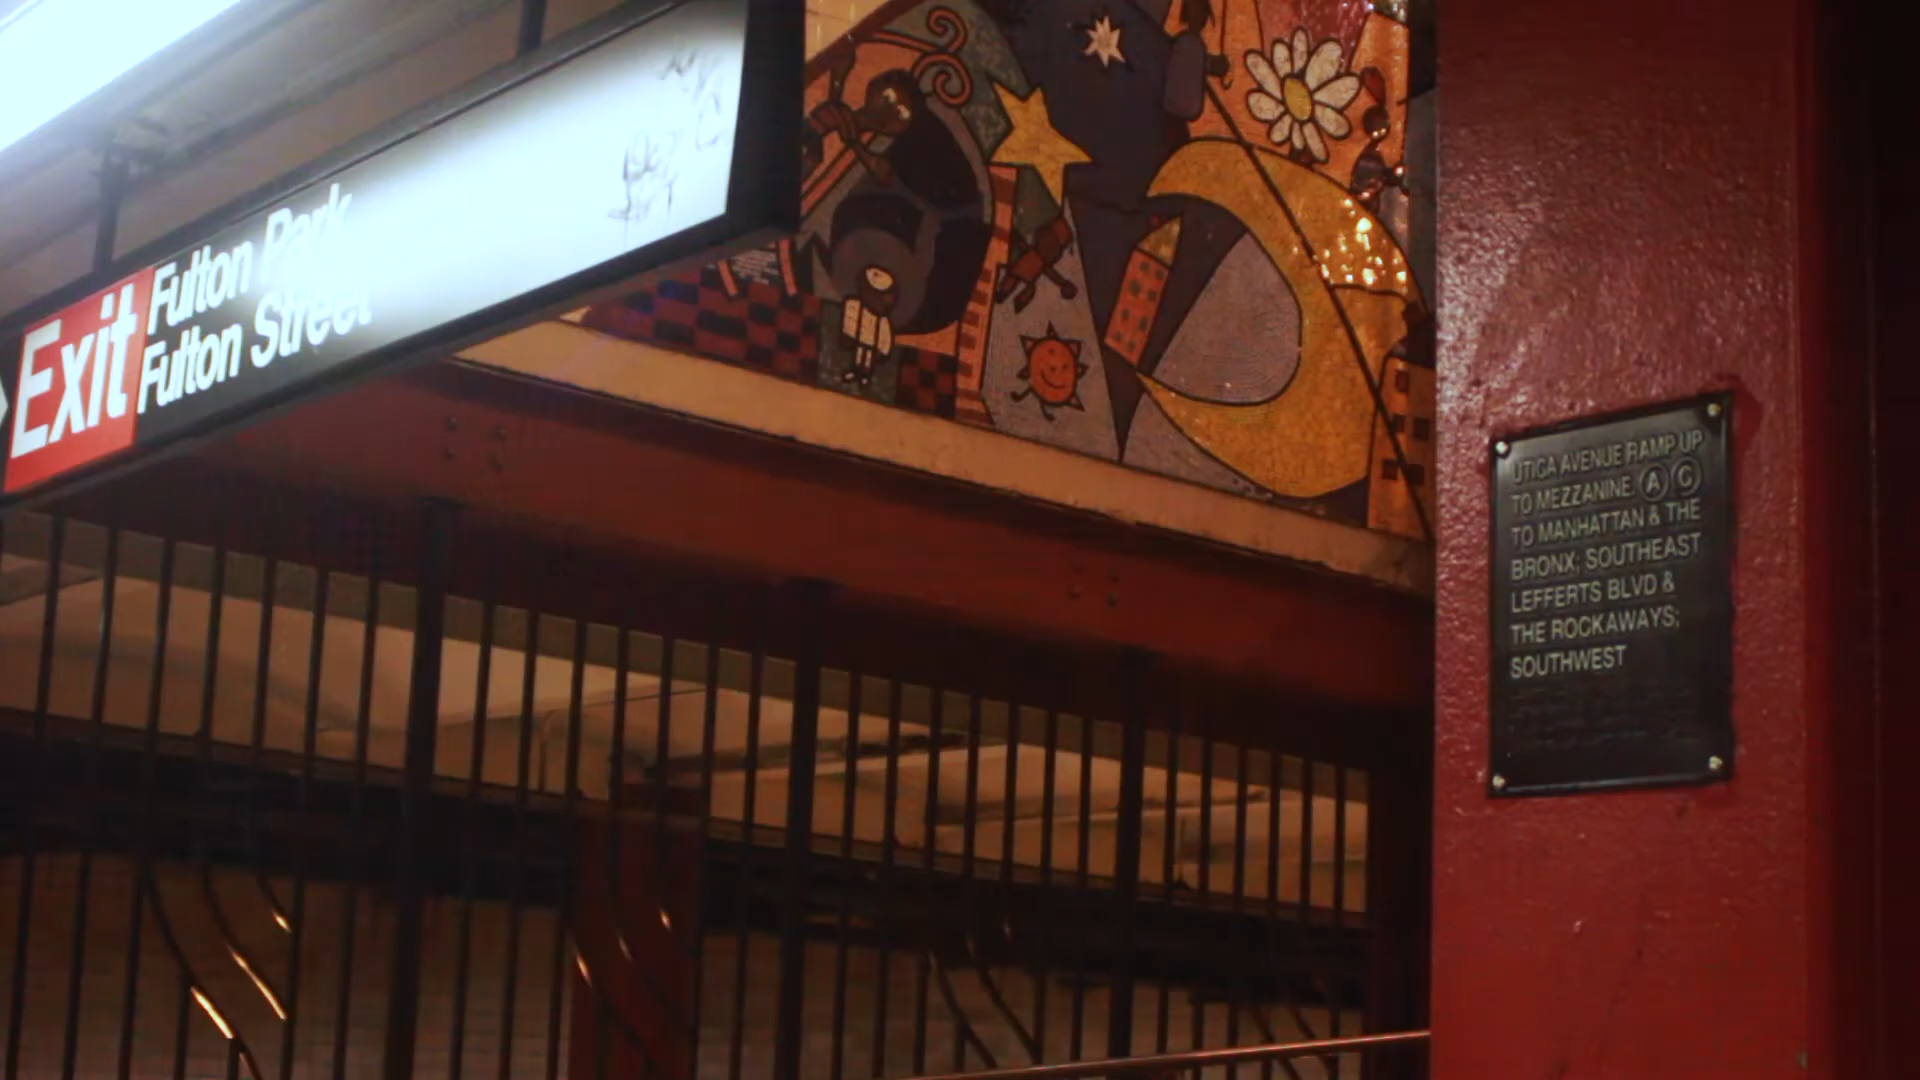 Exit
Fulton Park
Fulton Street
UTICA AVENUE RAMP UP
TO MEZZANINE. A C
TO MANHATTAN & THE
BRONX; SOUTHEAST
LEFFERTS BLVD &
THE ROCKAWAYS;
SOUTHWEST